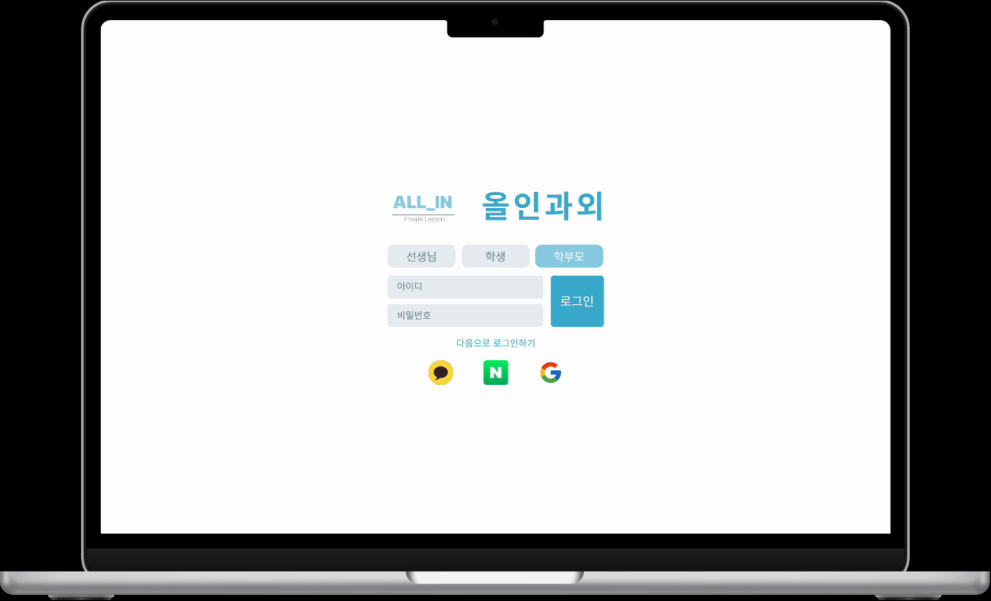 ALL_IN
Private Lesson
올인과외
선생님 학생 학부모
아이디
로그인
비밀번호
다음으로 로그인하기
N G